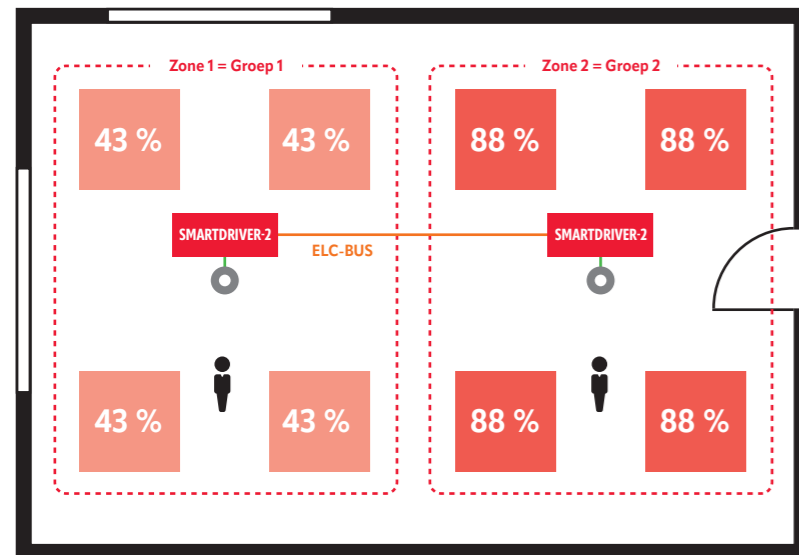 Zone 1 = Groep 1
Zone 2 = Groep 2
43 %
43 %
88 %
88 %
SMARTDRIVER-2
SMARTDRIVER-2
ELC-BUS
43 %
43 %
88 %
88 %